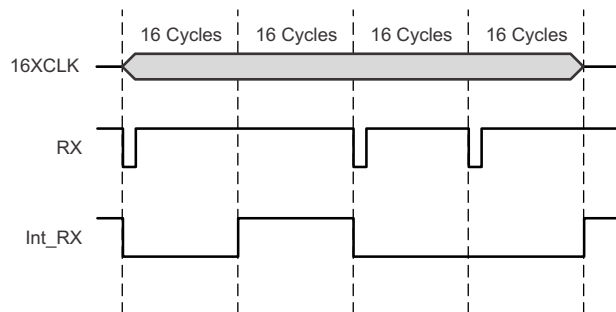 16 Cycles 16 Cycles 16 Cycles 16 Cycles
16XCLK
RX
Int_RX